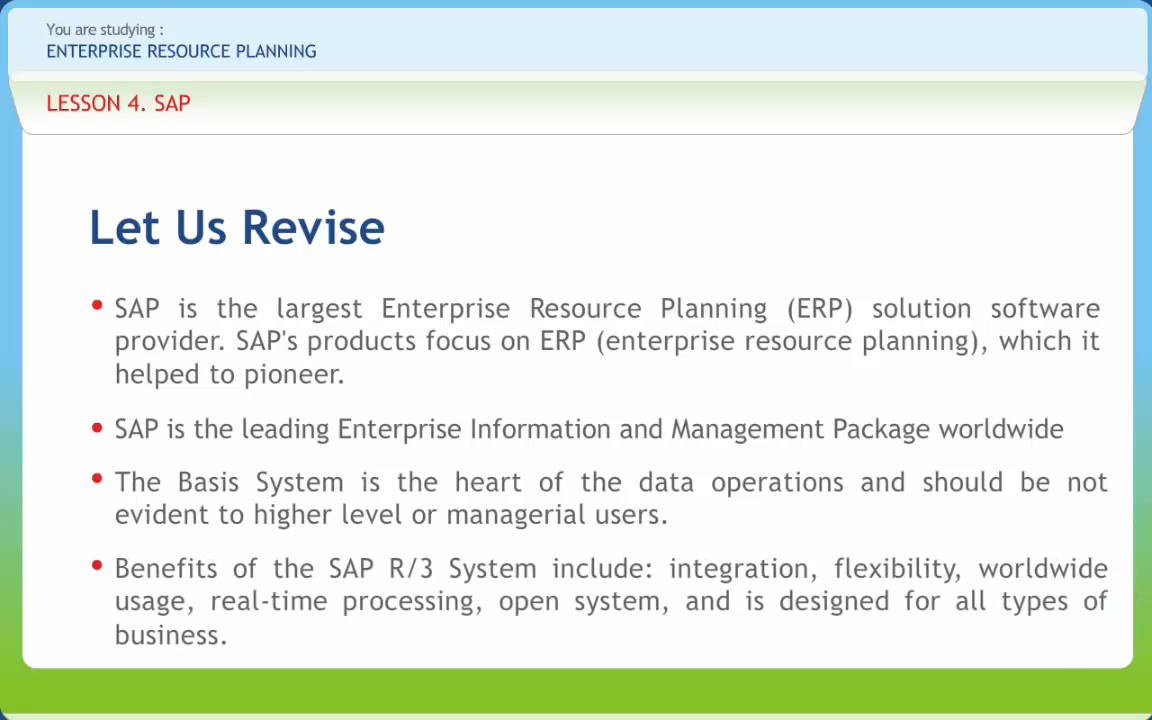 You are studying :
ENTERPRISE RESOURCE PLANNING
LESSON 4. SAP
Let Us Revise
• SAP is the largest Enterprise Resource Planning (ERP) solution software
provider. SAP's products focus on ERP (enterprise resource planning), which it
helped to pioneer.
• SAP is the leading Enterprise Information and Management Package worldwide
• The Basis System is the heart of the data operations and should be not
evident to higher level or managerial users.
• Benefits of the SAP R/3 System include: integration, flexibility, worldwide
usage, real-time processing, open system, and is designed for all types of
business.